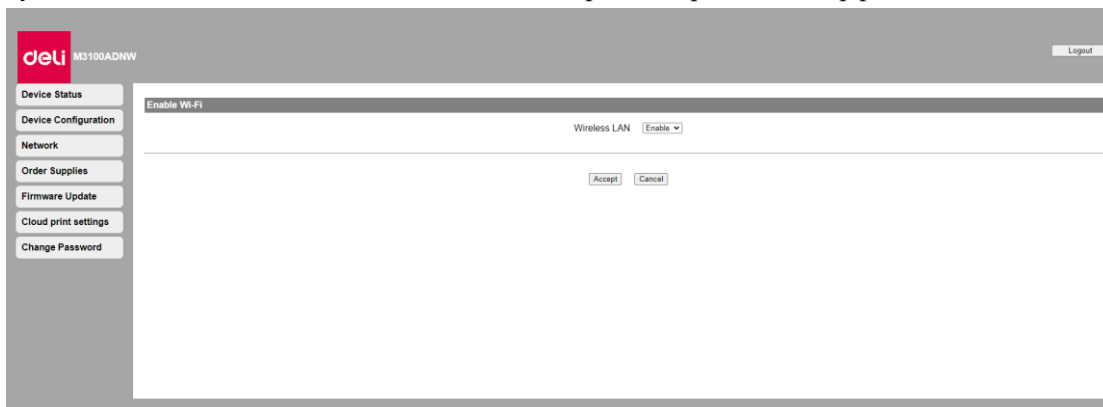 deli M3100ADNW
Logout
Device Status
Device Configuration
Network
Order Supplies
Firmware Update
Cloud print settings
Change Password
Enable Wi-Fi
Wireless LAN Enable
Accept Cancel